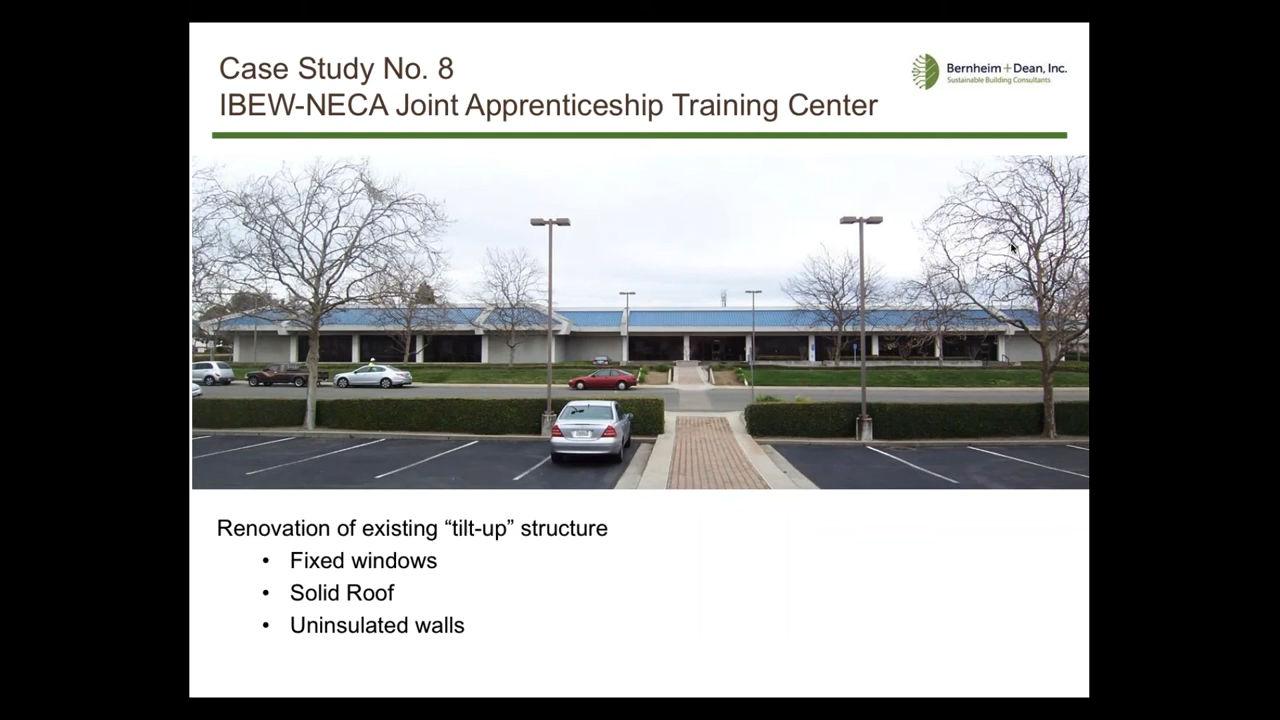 Case Study No. 8
IBEW-NECA Joint Apprenticeship Training Center
Bernheim+Dean, Inc.
Sustainable Building Consultants
Renovation of existing “tilt-up” structure
• Fixed windows
• Solid Roof
• Uninsulated walls